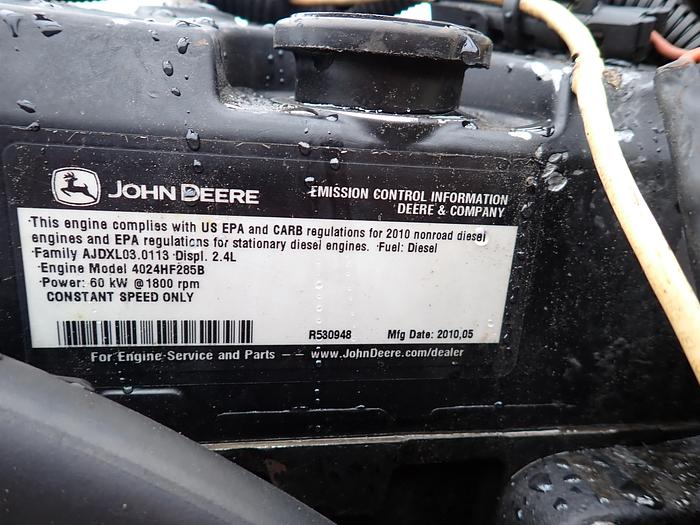 JOHN DEERE
EMISSION CONTROL INFORMATION
DEERE & COMPANY
·This engine complies with US EPA and CARB regulations for 2010 nonroad diesel
engines and EPA regulations for stationary diesel engines. ·Fuel: Diesel
·Family AJDXL03.0113 ·Displ. 2.4L
·Engine Model 4024HF285B
·Power: 60 kW @1800 rpm
CONSTANT SPEED ONLY
R530948 Mfg Date: 2010,05
For Engine Service and Parts – – www.JohnDeere.com/dealer